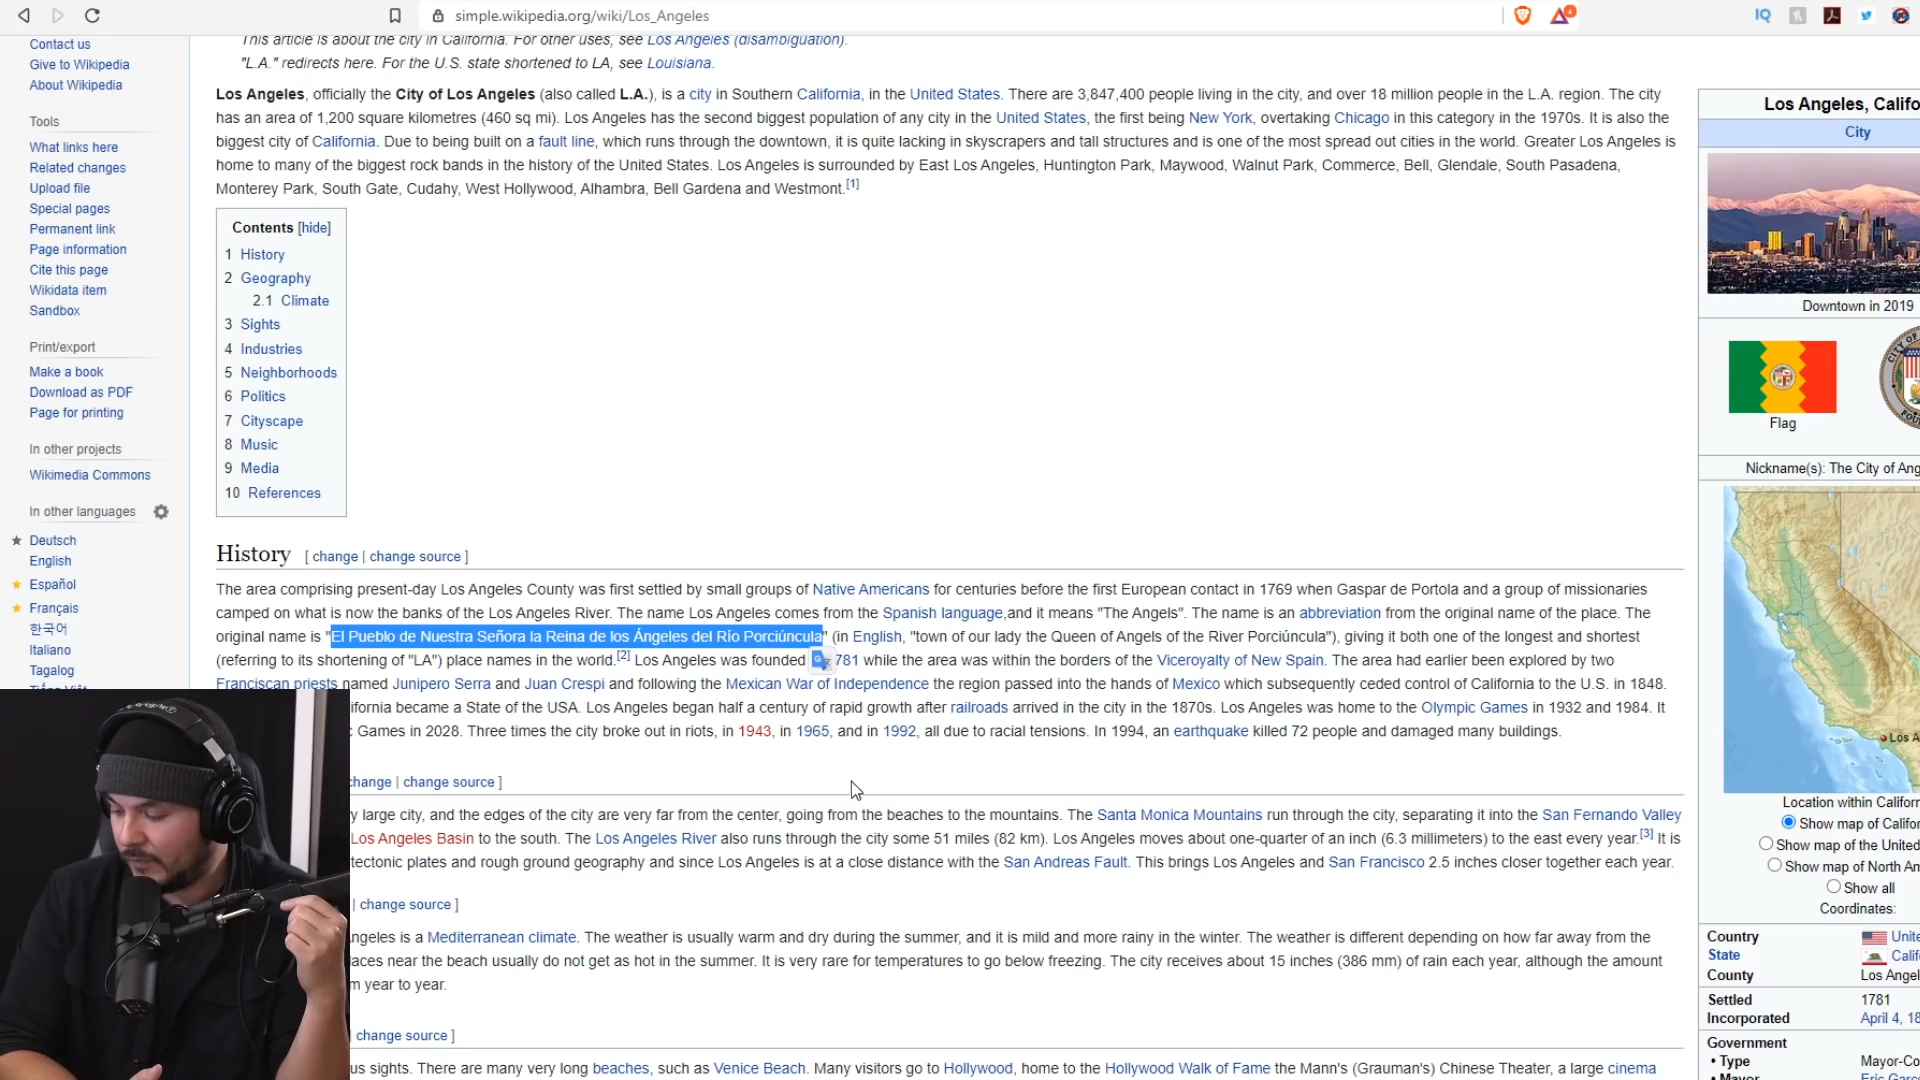 simple.wikipedia.org/wiki/Los_Angeles
IQ
4
Contact us
Give to Wikipedia
About Wikipedia
Tools
What links here
Related changes
Upload file
Special pages
Permanent link
Page information
Cite this page
Wikidata item
Sandbox
Print/export
Make a book
Download as PDF
Page for printing
In other projects
Wikimedia Commons
In other languages
Deutsch
English
Español
Français
한국어
Italiano
Tagalog
Tiếng Việt
This article is about the city in California. For other uses, see Los Angeles (disambiguation).
"L.A." redirects here. For the U.S. state shortened to LA, see Louisiana.
Los Angeles, officially the City of Los Angeles (also called L.A.), is a city in Southern California, in the United States. There are 3,847,400 people living in the city, and over 18 million people in the L.A. region. The city
has an area of 1,200 square kilometres (460 sq mi). Los Angeles has the second biggest population of any city in the United States, the first being New York, overtaking Chicago in this category in the 1970s. It is also the
biggest city of California. Due to being built on a fault line, which runs through the downtown, it is quite lacking in skyscrapers and tall structures and is one of the most spread out cities in the world. Greater Los Angeles is
home to many of the biggest rock bands in the history of the United States. Los Angeles is surrounded by East Los Angeles, Huntington Park, Maywood, Walnut Park, Commerce, Bell, Glendale, South Pasadena,
Monterey Park, South Gate, Cudahy, West Hollywood, Alhambra, Bell Gardena and Westmont.[1]
Contents [hide]
1 History
2 Geography
2.1 Climate
3 Sights
4 Industries
5 Neighborhoods
6 Politics
7 Cityscape
8 Music
9 Media
10 References
History [ change | change source ]
The area comprising present-day Los Angeles County was first settled by small groups of Native Americans for centuries before the first European contact in 1769 when Gaspar de Portola and a group of missionaries
camped on what is now the banks of the Los Angeles River. The name Los Angeles comes from the Spanish language,and it means "The Angels". The name is an abbreviation from the original name of the place. The
original name is "El Pueblo de Nuestra Señora la Reina de los Ángeles del Río Porciúncula" (in English, "town of our lady the Queen of Angels of the River Porciúncula"), giving it both one of the longest and shortest
(referring to its shortening of "LA") place names in the world.[2] Los Angeles was founded 781 while the area was within the borders of the Viceroyalty of New Spain. The area had earlier been explored by two
Franciscan priests named Junipero Serra and Juan Crespi and following the Mexican War of Independence the region passed into the hands of Mexico which subsequently ceded control of California to the U.S. in 1848.
ifornia became a State of the USA. Los Angeles began half a century of rapid growth after railroads arrived in the city in the 1870s. Los Angeles was home to the Olympic Games in 1932 and 1984. It
c Games in 2028. Three times the city broke out in riots, in 1943, in 1965, and in 1992, all due to racial tensions. In 1994, an earthquake killed 72 people and damaged many buildings.
change | change source ]
y large city, and the edges of the city are very far from the center, going from the beaches to the mountains. The Santa Monica Mountains run through the city, separating it into the San Fernando Valley
Los Angeles Basin to the south. The Los Angeles River also runs through the city some 51 miles (82 km). Los Angeles moves about one-quarter of an inch (6.3 millimeters) to the east every year.[3] It is
tectonic plates and rough ground geography and since Los Angeles is at a close distance with the San Andreas Fault. This brings Los Angeles and San Francisco 2.5 inches closer together each year.
| change source ]
ngeles is a Mediterranean climate. The weather is usually warm and dry during the summer, and it is mild and more rainy in the winter. The weather is different depending on how far away from the
laces near the beach usually do not get as hot in the summer. It is very rare for temperatures to go below freezing. The city receives about 15 inches (386 mm) of rain each year, although the amount
m year to year.
| change source ]
us sights. There are many very long beaches, such as Venice Beach. Many visitors go to Hollywood, home to the Hollywood Walk of Fame the Mann's (Grauman's) Chinese Theater, a large cinema
Los Angeles, Califo
City
Downtown in 2019
Flag
Nickname(s): The City of Ang
Los A
Location within Califor
Show map of Califor
Show map of the United
Show map of North Am
Show all
Coordinates:
Country Unite
State Calif
County Los Angel
Settled 1781
Incorporated April 4, 18
Government
• Type Mayor-Co
• Mayor Eric Garc